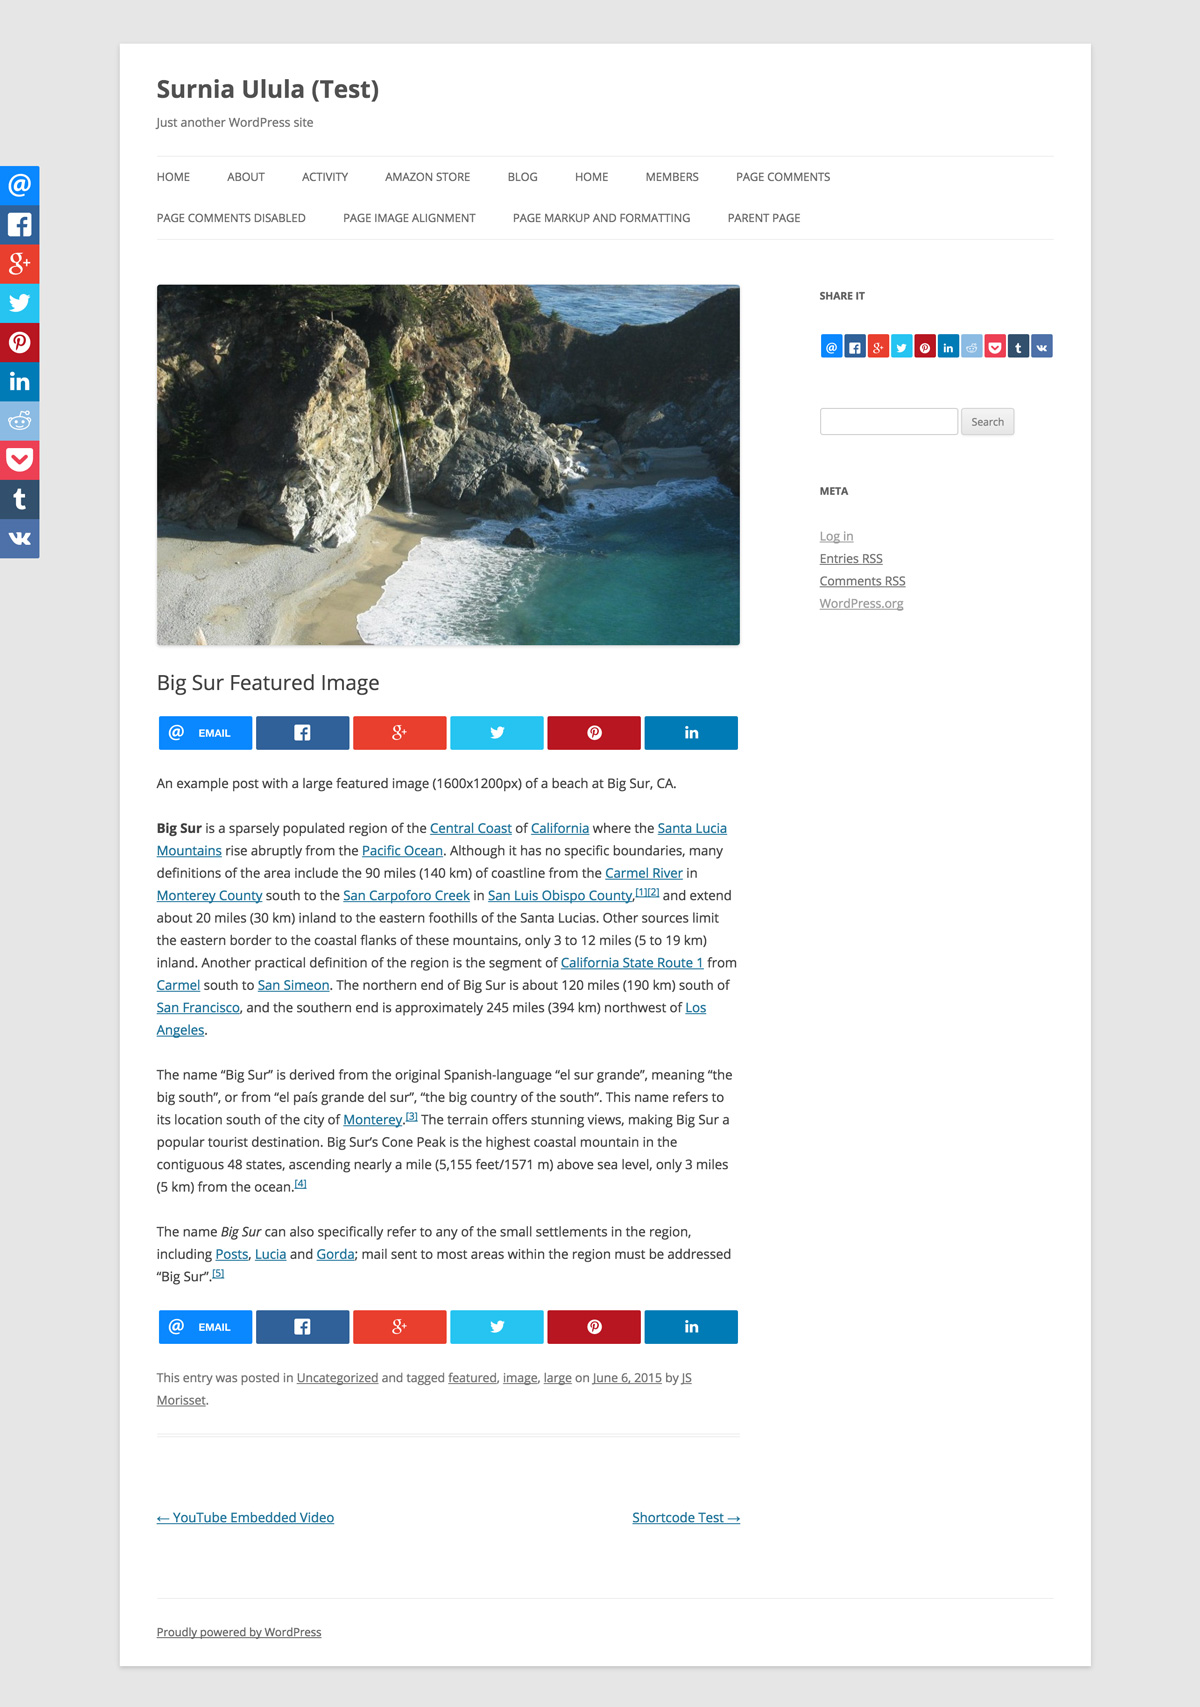 Surnia Ulula (Test)
Just another WordPress site
HOME ABOUT ACTIVITY AMAZON STORE BLOG HOME MEMBERS PAGE COMMENTS
PAGE COMMENTS DISABLED PAGE IMAGE ALIGNMENT PAGE MARKUP AND FORMATTING PARENT PAGE
Big Sur Featured Image
@ EMAIL g+ in
An example post with a large featured image (1600x1200px) of a beach at Big Sur, CA.
Big Sur is a sparsely populated region of the Central Coast of California where the Santa Lucia
Mountains rise abruptly from the Pacific Ocean. Although it has no specific boundaries, many
definitions of the area include the 90 miles (140 km) of coastline from the Carmel River in
Monterey County south to the San Carpoforo Creek in San Luis Obispo County,[1][2] and extend
about 20 miles (30 km) inland to the eastern foothills of the Santa Lucias. Other sources limit
the eastern border to the coastal flanks of these mountains, only 3 to 12 miles (5 to 19 km)
inland. Another practical definition of the region is the segment of California State Route 1 from
Carmel south to San Simeon. The northern end of Big Sur is about 120 miles (190 km) south of
San Francisco, and the southern end is approximately 245 miles (394 km) northwest of Los
Angeles.
The name “Big Sur” is derived from the original Spanish-language “el sur grande”, meaning “the
big south”, or from “el país grande del sur”, “the big country of the south”. This name refers to
its location south of the city of Monterey.[3] The terrain offers stunning views, making Big Sur a
popular tourist destination. Big Sur’s Cone Peak is the highest coastal mountain in the
contiguous 48 states, ascending nearly a mile (5,155 feet/1571 m) above sea level, only 3 miles
(5 km) from the ocean.[4]
The name Big Sur can also specifically refer to any of the small settlements in the region,
including Posts, Lucia and Gorda; mail sent to most areas within the region must be addressed
“Big Sur”.[5]
@ EMAIL g+ in
This entry was posted in Uncategorized and tagged featured, image, large on June 6, 2015 by JS
Morisset.
← YouTube Embedded Video Shortcode Test →
SHARE IT
Search
META
Log in
Entries RSS
Comments RSS
WordPress.org
Proudly powered by WordPress